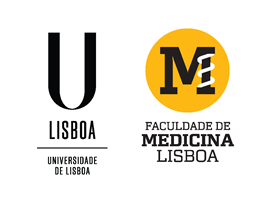 U
LISBOA
UNIVERSIDADE
DE LISBOA
M
FACULDADE DE
MEDICINA
LISBOA